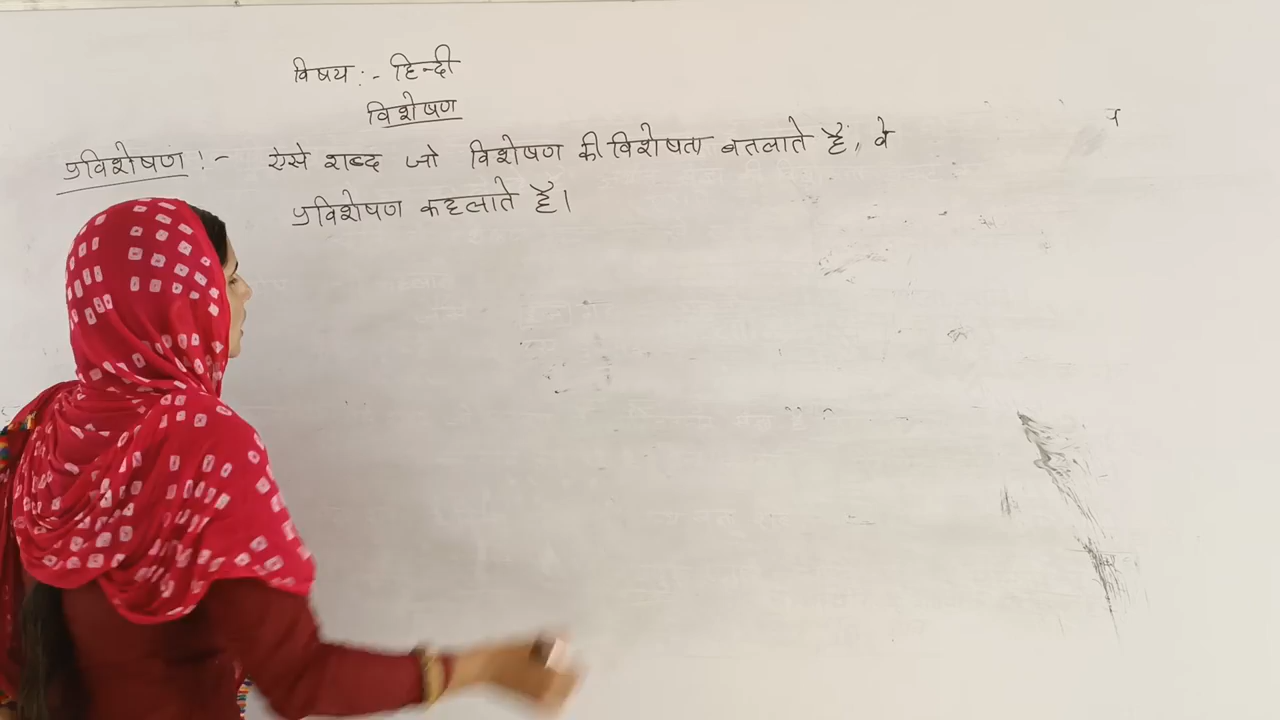 विषय :- हिन्दी
विशेषण
प्रविशेषण :- ऐसे शब्द जो विशेषण की विशेषता बतलाते हैं, वे
प्रविशेषण कहलाते हैं।